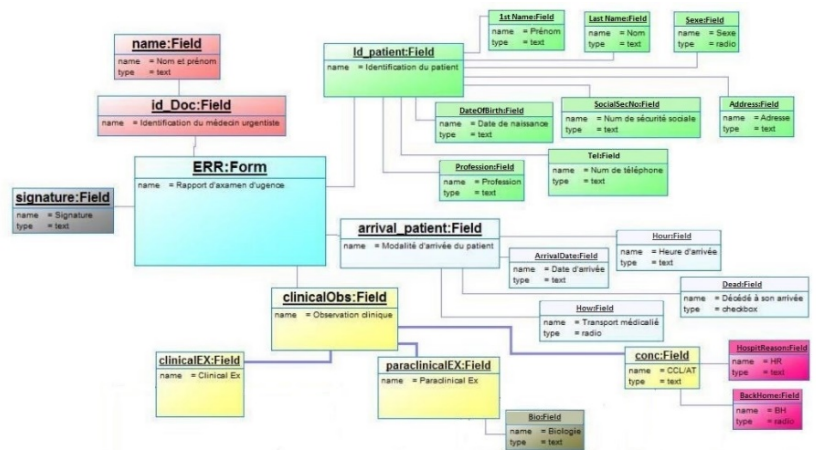 name:Field
name = Nom et prénom
type = text
id_Doc:Field
name = Identification du médecin urgentiste
ERR:Form
name = Rapport d'axamen d'ugence
signature:Field
name = Signature
type = text
Id_patient:Field
name = Identification du patient
1st Name:Field
name = Prénom
type = text
Last Name:Field
name = Nom
type = text
Sexe:Field
name = Sexe
type = radio
DateOfBirth:Field
name = Date de naissance
type = text
SocialSecNo:Field
name = Num de sécurité sociale
type = text
Address:Field
name = Adresse
type = text
Profession:Field
name = Profession
type = text
Tel:Field
name = Num de téléphone
type = text
arrival_patient:Field
name = Modalité d'arrivée du patient
Hour:Field
name = Heure d'arrivée
type = text
ArrivalDate:Field
name = Date d'arrivée
type = text
Dead:Field
name = Décédé à son arrivée
type = checkbox
How:Field
name = Transport médicalié
type = radio
clinicalObs:Field
name = Observation clinique
clinicalEX:Field
name = Clinical Ex
paraclinicalEX:Field
name = Paraclinical Ex
conc:Field
name = CCL/AT
type = text
HospitReason:Field
name = HR
type = text
BackHome:Field
name = BH
type = radio
Bio:Field
name = Biologie
type = text